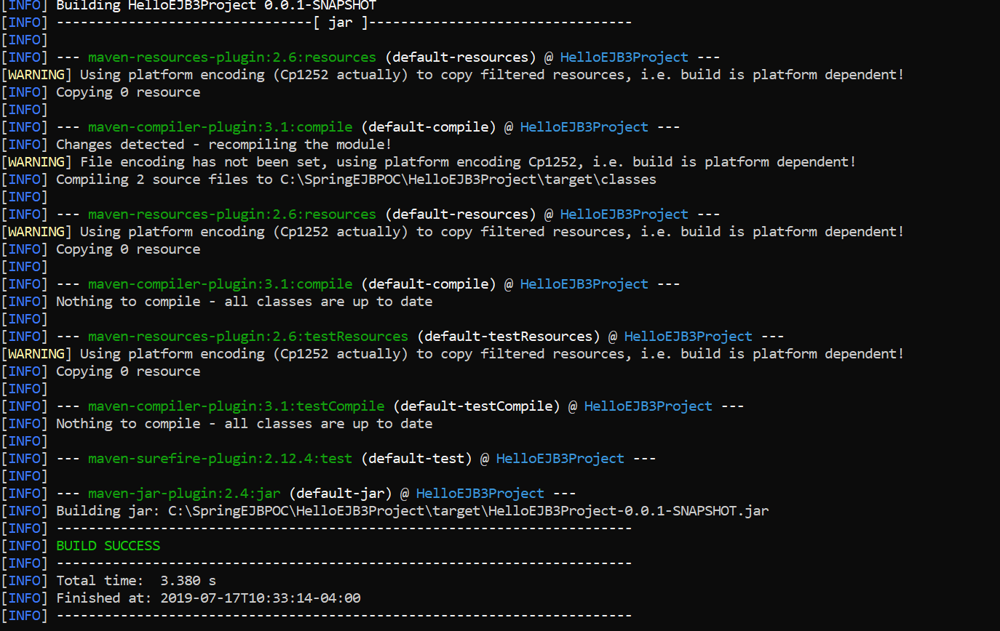 [INFO] Building HelloEJB3Project 0.0.1-SNAPSHOT
[INFO] --------------------------------[ jar ]---------------------------------
[INFO]
[INFO] --- maven-resources-plugin:2.6:resources (default-resources) @ HelloEJB3Project ---
[WARNING] Using platform encoding (Cp1252 actually) to copy filtered resources, i.e. build is platform dependent!
[INFO] Copying 0 resource
[INFO]
[INFO] --- maven-compiler-plugin:3.1:compile (default-compile) @ HelloEJB3Project ---
[INFO] Changes detected - recompiling the module!
[WARNING] File encoding has not been set, using platform encoding Cp1252, i.e. build is platform dependent!
[INFO] Compiling 2 source files to C:\SpringEJBPOC\HelloEJB3Project\target\classes
[INFO]
[INFO] --- maven-resources-plugin:2.6:resources (default-resources) @ HelloEJB3Project ---
[WARNING] Using platform encoding (Cp1252 actually) to copy filtered resources, i.e. build is platform dependent!
[INFO] Copying 0 resource
[INFO]
[INFO] --- maven-compiler-plugin:3.1:compile (default-compile) @ HelloEJB3Project ---
[INFO] Nothing to compile - all classes are up to date
[INFO]
[INFO] --- maven-resources-plugin:2.6:testResources (default-testResources) @ HelloEJB3Project ---
[WARNING] Using platform encoding (Cp1252 actually) to copy filtered resources, i.e. build is platform dependent!
[INFO] Copying 0 resource
[INFO]
[INFO] --- maven-compiler-plugin:3.1:testCompile (default-testCompile) @ HelloEJB3Project ---
[INFO] Nothing to compile - all classes are up to date
[INFO]
[INFO] --- maven-surefire-plugin:2.12.4:test (default-test) @ HelloEJB3Project ---
[INFO]
[INFO] --- maven-jar-plugin:2.4:jar (default-jar) @ HelloEJB3Project ---
[INFO] Building jar: C:\SpringEJBPOC\HelloEJB3Project\target\HelloEJB3Project-0.0.1-SNAPSHOT.jar
[INFO] ------------------------------------------------------------------------
[INFO] BUILD SUCCESS
[INFO] ------------------------------------------------------------------------
[INFO] Total time:  3.380 s
[INFO] Finished at: 2019-07-17T10:33:14-04:00
[INFO] ------------------------------------------------------------------------